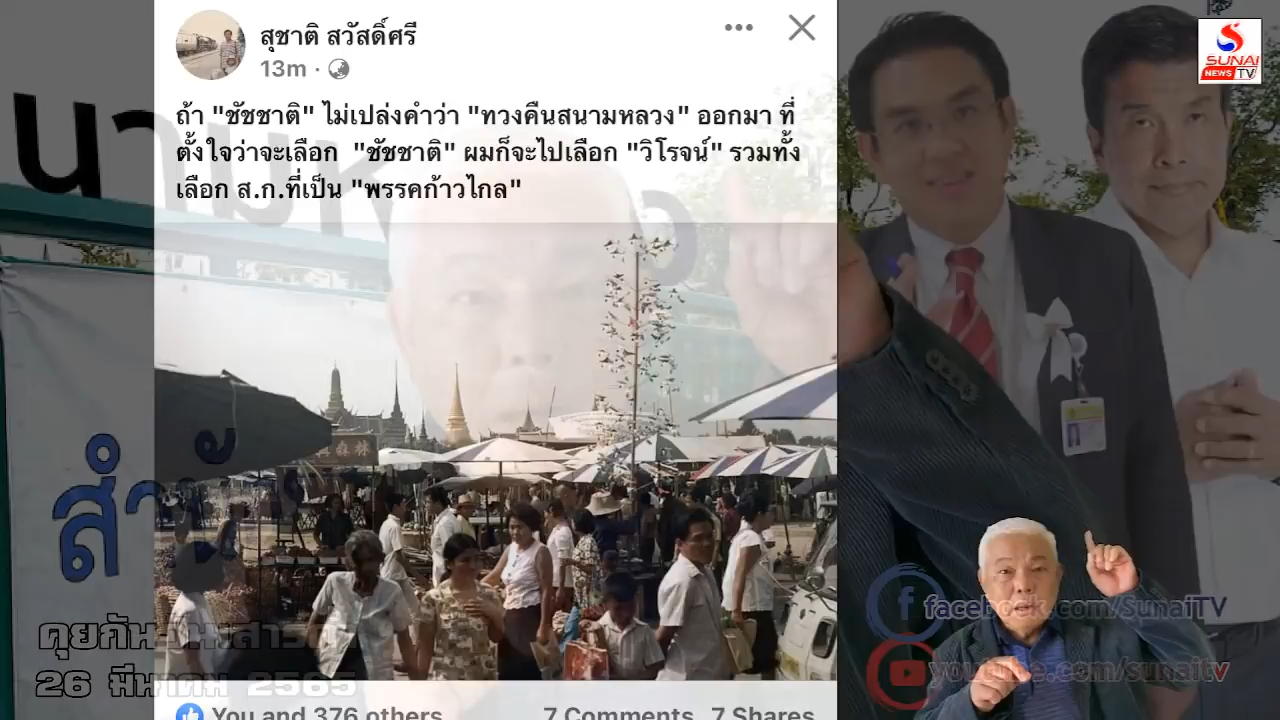 สุชาติ สวัสดิ์ศรี
13m
ถ้า "ชัชชาติ" ไม่เปล่งคำว่า "ทวงคืนสนามหลวง" ออกมา ที่
ตั้งใจว่าจะเลือก "ชัชชาติ" ผมก็จะไปเลือก "วิโรจน์" รวมทั้ง
เลือก ส.ก.ที่เป็น "พรรคก้าวไกล"
SUNAI
NEWS TV
facebook.com/SunaiTV
youtube.com/sunaitv
26 มีนาคม 2565
You and 376 others
7 Comments 7 Shares